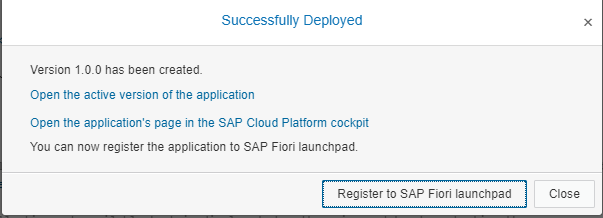 Successfully Deployed
×
Version 1.0.0 has been created.
Open the active version of the application
Open the application's page in the SAP Cloud Platform cockpit
You can now register the application to SAP Fiori launchpad.
Register to SAP Fiori launchpad
Close